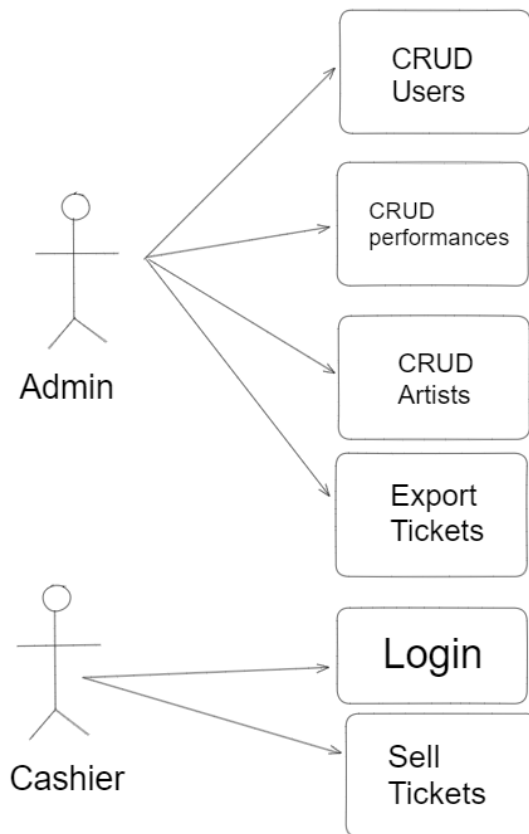 CRUD
Users
CRUD
performances
Admin
CRUD
Artists
Export
Tickets
Login
Cashier
Sell
Tickets